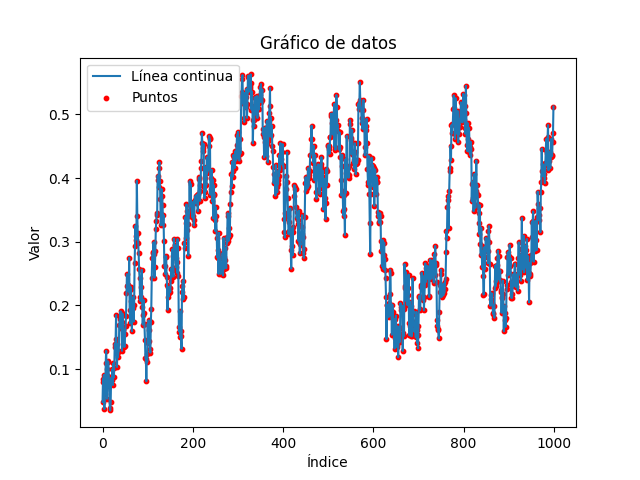 Gráfico de datos
Línea continua
Puntos
Valor
0.5
0.4
0.3
0.2
0.1
0 200 400 600 800 1000
Índice